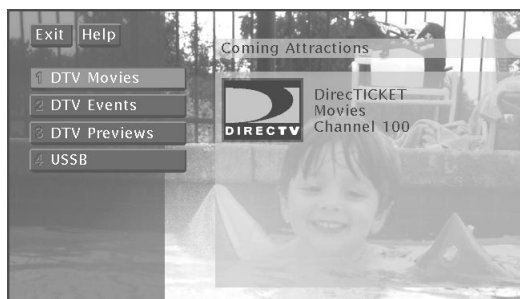 Exit Help
Coming Attractions
1 DTV Movies
2 DTV Events
3 DTV Previews
4 USSB
DIRECTV
DirecTICKET
Movies
Channel 100